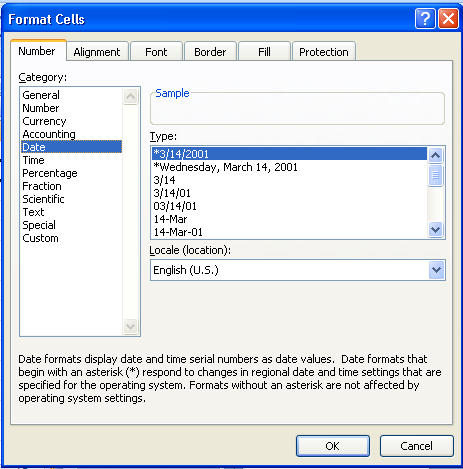 Format Cells
Number Alignment Font Border Fill Protection
Category:
General
Number
Currency
Accounting
Date
Time
Percentage
Fraction
Scientific
Text
Special
Custom
Sample
Type:
*3/14/2001
*Wednesday, March 14, 2001
3/14
3/14/01
03/14/01
14-Mar
14-Mar-01
Locale (location):
English (U.S.)
Date formats display date and time serial numbers as date values.  Date formats that
begin with an asterisk (*) respond to changes in regional date and time settings that are
specified for the operating system. Formats without an asterisk are not affected by
operating system settings.
OK Cancel